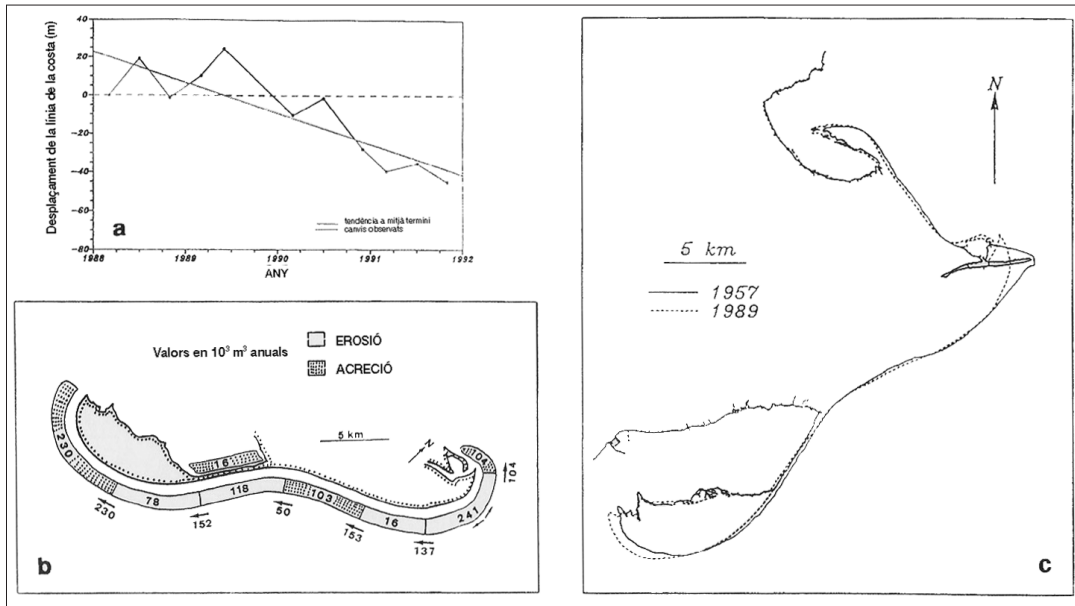 Desplaçament de la línia de la costa (m)
40
20
0
−20
−40
−60
−80
1988
1989
1990
1991
1992
ANY
a
tendència a mitjà termini
canvis observats
Valors en 10³ m³ anuals
EROSIÓ
ACRECIÓ
5 km
N
230
16
104
104
78
118
103
16
241
230
152
50
153
137
b
N
5 km
1957
1989
c